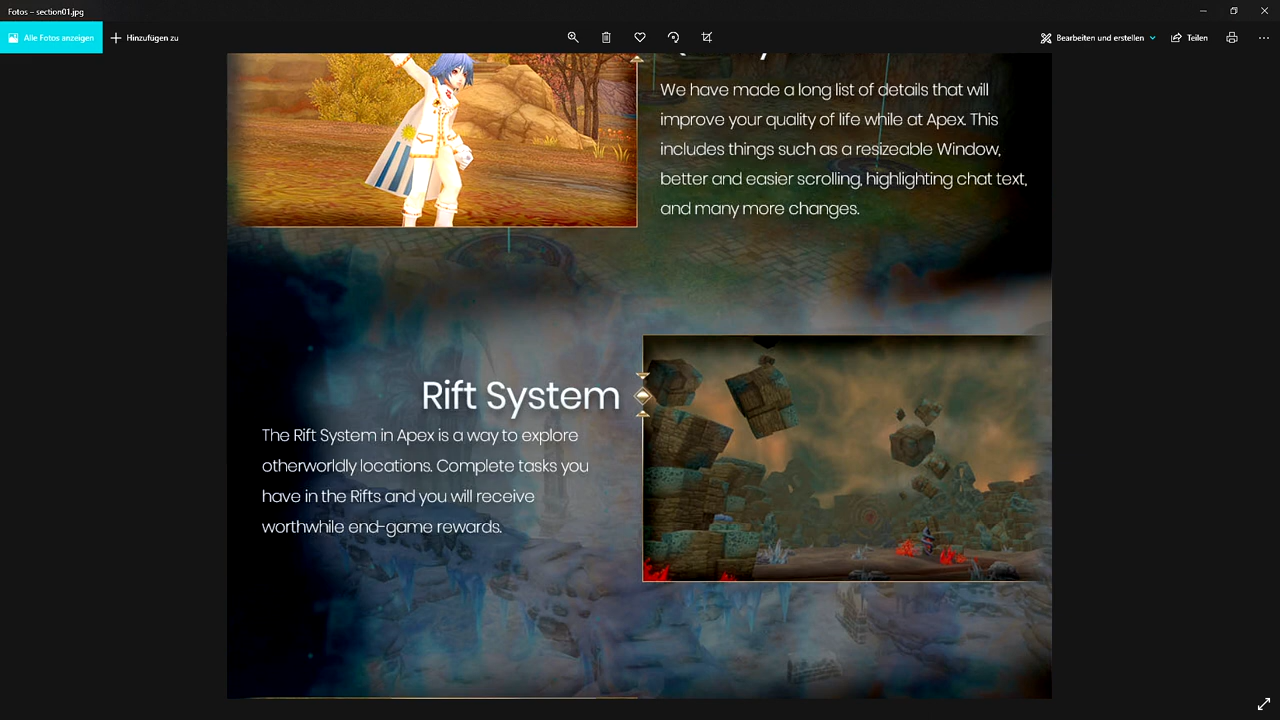 Fotos – section01.jpg
Alle Fotos anzeigen
Hinzufügen zu
Bearbeiten und erstellen
Teilen
We have made a long list of details that will
improve your quality of life while at Apex. This
includes things such as a resizeable Window,
better and easier scrolling, highlighting chat text,
and many more changes.
Rift System
The Rift System in Apex is a way to explore
otherworldly locations. Complete tasks you
have in the Rifts and you will receive
worthwhile end-game rewards.